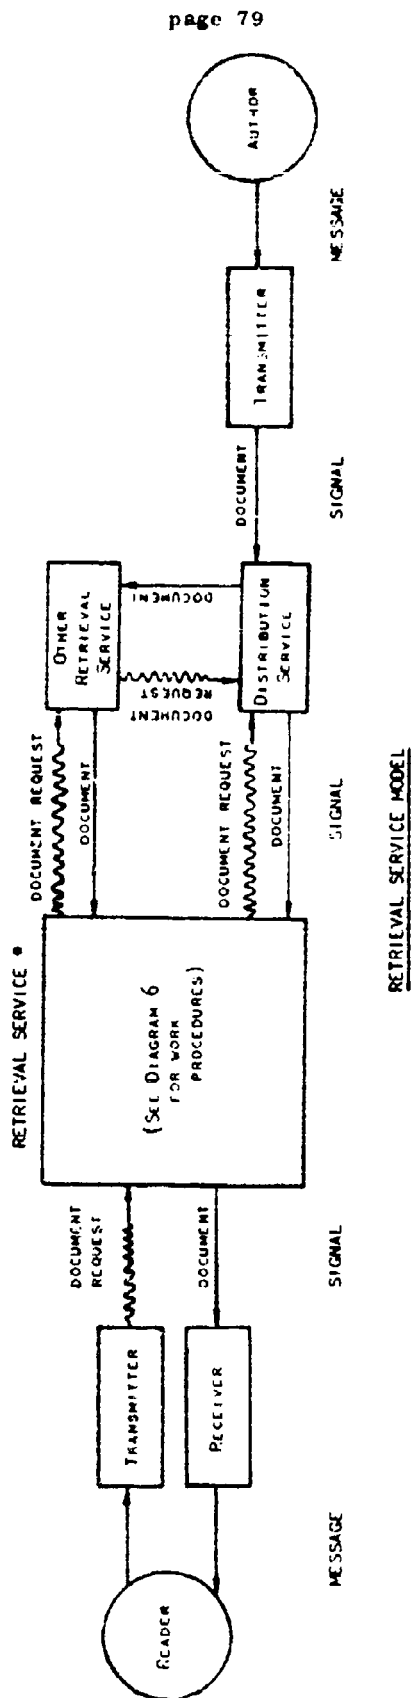 page 79
RETRIEVAL SERVICE *
READER
TRANSMITTER
RECEIVER
DOCUMENT
REQUEST
DOCUMENT
(SEE DIAGRAM 6
FOR WORK
PROCEDURES)
DOCUMENT REQUEST
DOCUMENT
DOCUMENT REQUEST
DOCUMENT
OTHER
RETRIEVAL
SERVICE
DOCUMENT
REQUEST
DOCUMENT
DISTRIBUTION
SERVICE
DOCUMENT
TRANSMITTER
AUTHOR
MESSAGE
SIGNAL
SIGNAL
SIGNAL
MESSAGE
RETRIEVAL SERVICE MODEL